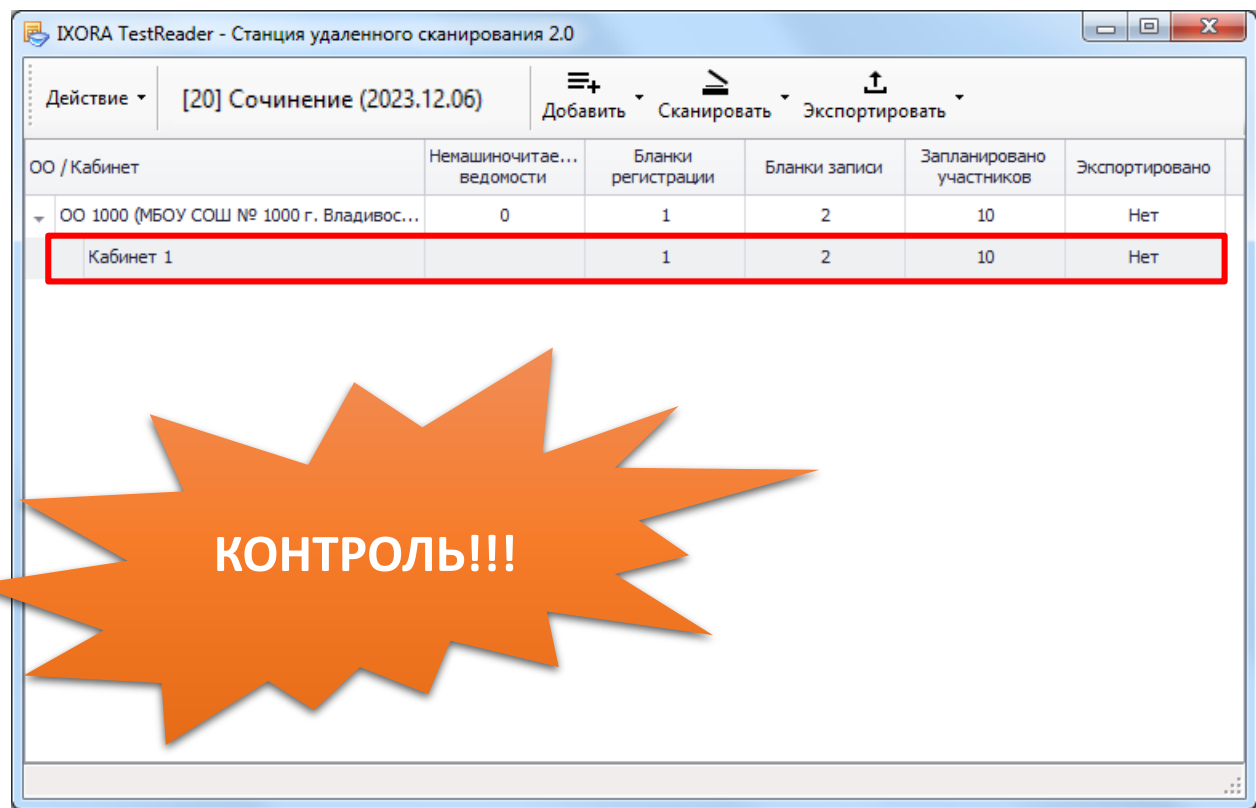 IXORA TestReader - Станция удаленного сканирования 2.0
Действие [20] Сочинение (2023.12.06) Добавить Сканировать Экспортировать
ОО / Кабинет Немашиночитае... ведомости Бланки регистрации Бланки записи Запланировано участников Экспортировано
ОО 1000 (МБОУ СОШ № 1000 г. Владивос... 0 1 2 10 Нет
Кабинет 1 1 2 10 Нет
КОНТРОЛЬ!!!